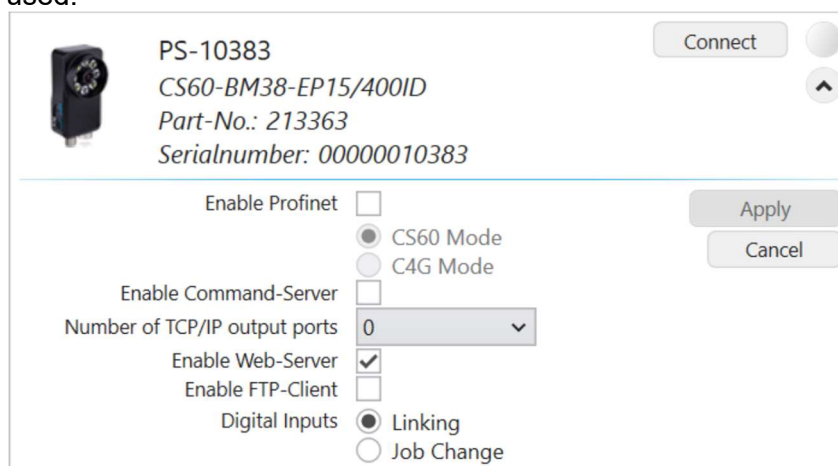 used.
PS-10383
Connect
CS60-BM38-EP15/400ID
Part-No.: 213363
Serialnumber: 00000010383
Enable Profinet
Apply
CS60 Mode
Cancel
C4G Mode
Enable Command-Server
Number of TCP/IP output ports 0
Enable Web-Server
Enable FTP-Client
Digital Inputs Linking
Job Change